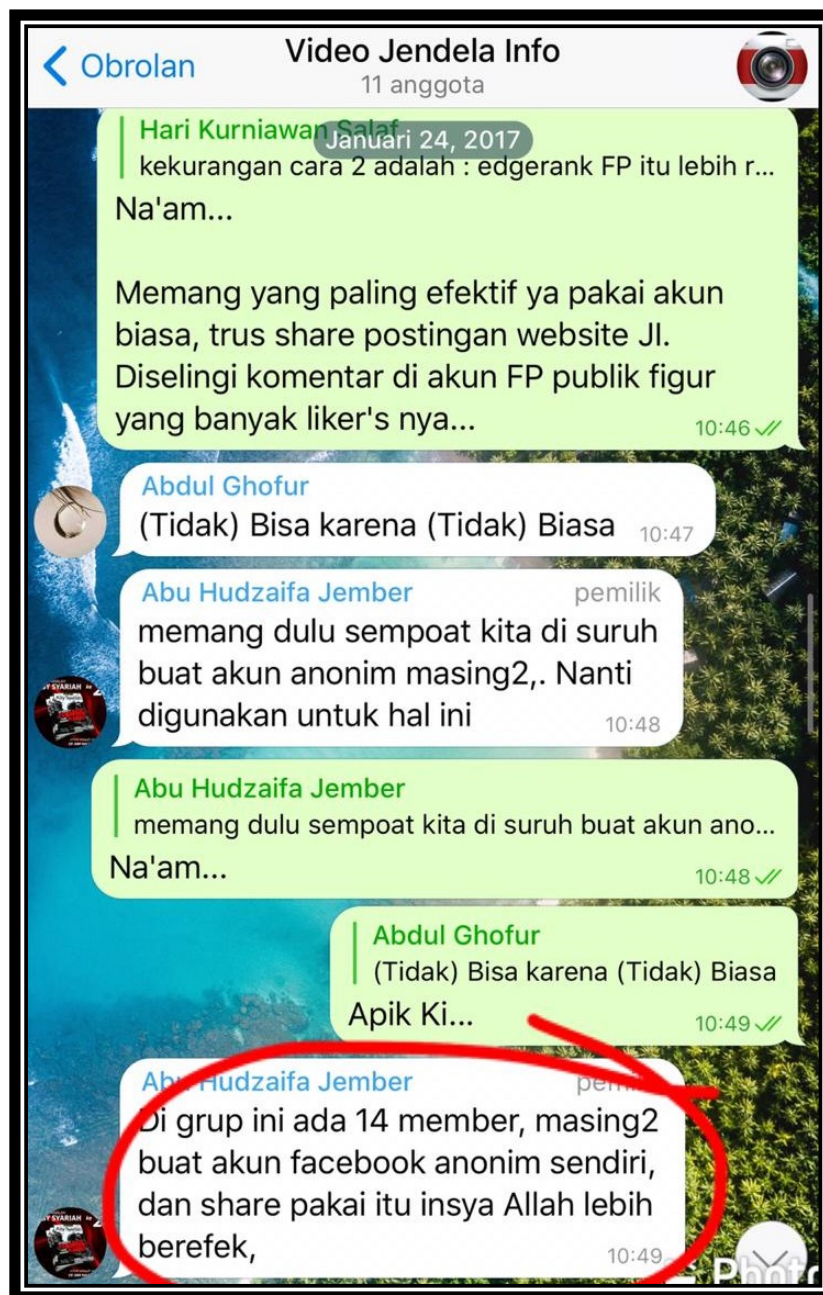 Obrolan
Video Jendela Info
11 anggota
Hari Kurniawan Salaf
Januari 24, 2017
kekurangan cara 2 adalah : edgerank FP itu lebih r...
Na'am...
Memang yang paling efektif ya pakai akun
biasa, trus share postingan website JI.
Diselingi komentar di akun FP publik figur
yang banyak liker's nya...
10:46
Abdul Ghofur
(Tidak) Bisa karena (Tidak) Biasa 10:47
Abu Hudzaifa Jember pemilik
memang dulu sempoat kita di suruh
buat akun anonim masing2,. Nanti
digunakan untuk hal ini 10:48
Abu Hudzaifa Jember
memang dulu sempoat kita di suruh buat akun ano...
Na'am... 10:48
Abdul Ghofur
(Tidak) Bisa karena (Tidak) Biasa
Apik Ki... 10:49
Abu Hudzaifa Jember pemilik
Di grup ini ada 14 member, masing2
buat akun facebook anonim sendiri,
dan share pakai itu insya Allah lebih
berefek, 10:49